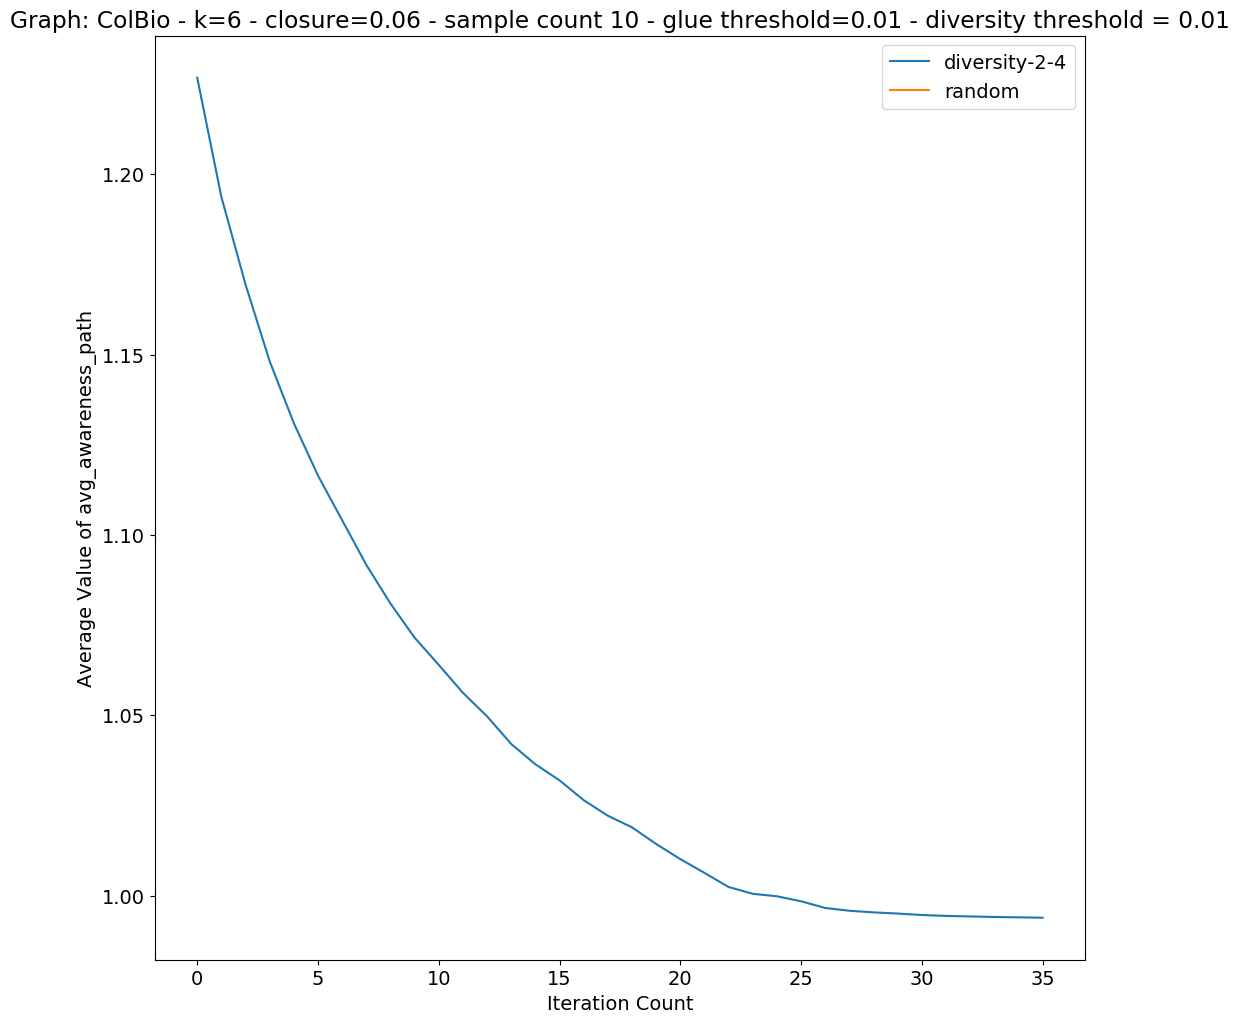 Graph: ColBio - k=6 - closure=0.06 - sample count 10 - glue threshold=0.01 - diversity threshold = 0.01
diversity-2-4
random
Average Value of avg_awareness_path
1.20
1.15
1.10
1.05
1.00
0
5
10
15
20
25
30
35
Iteration Count